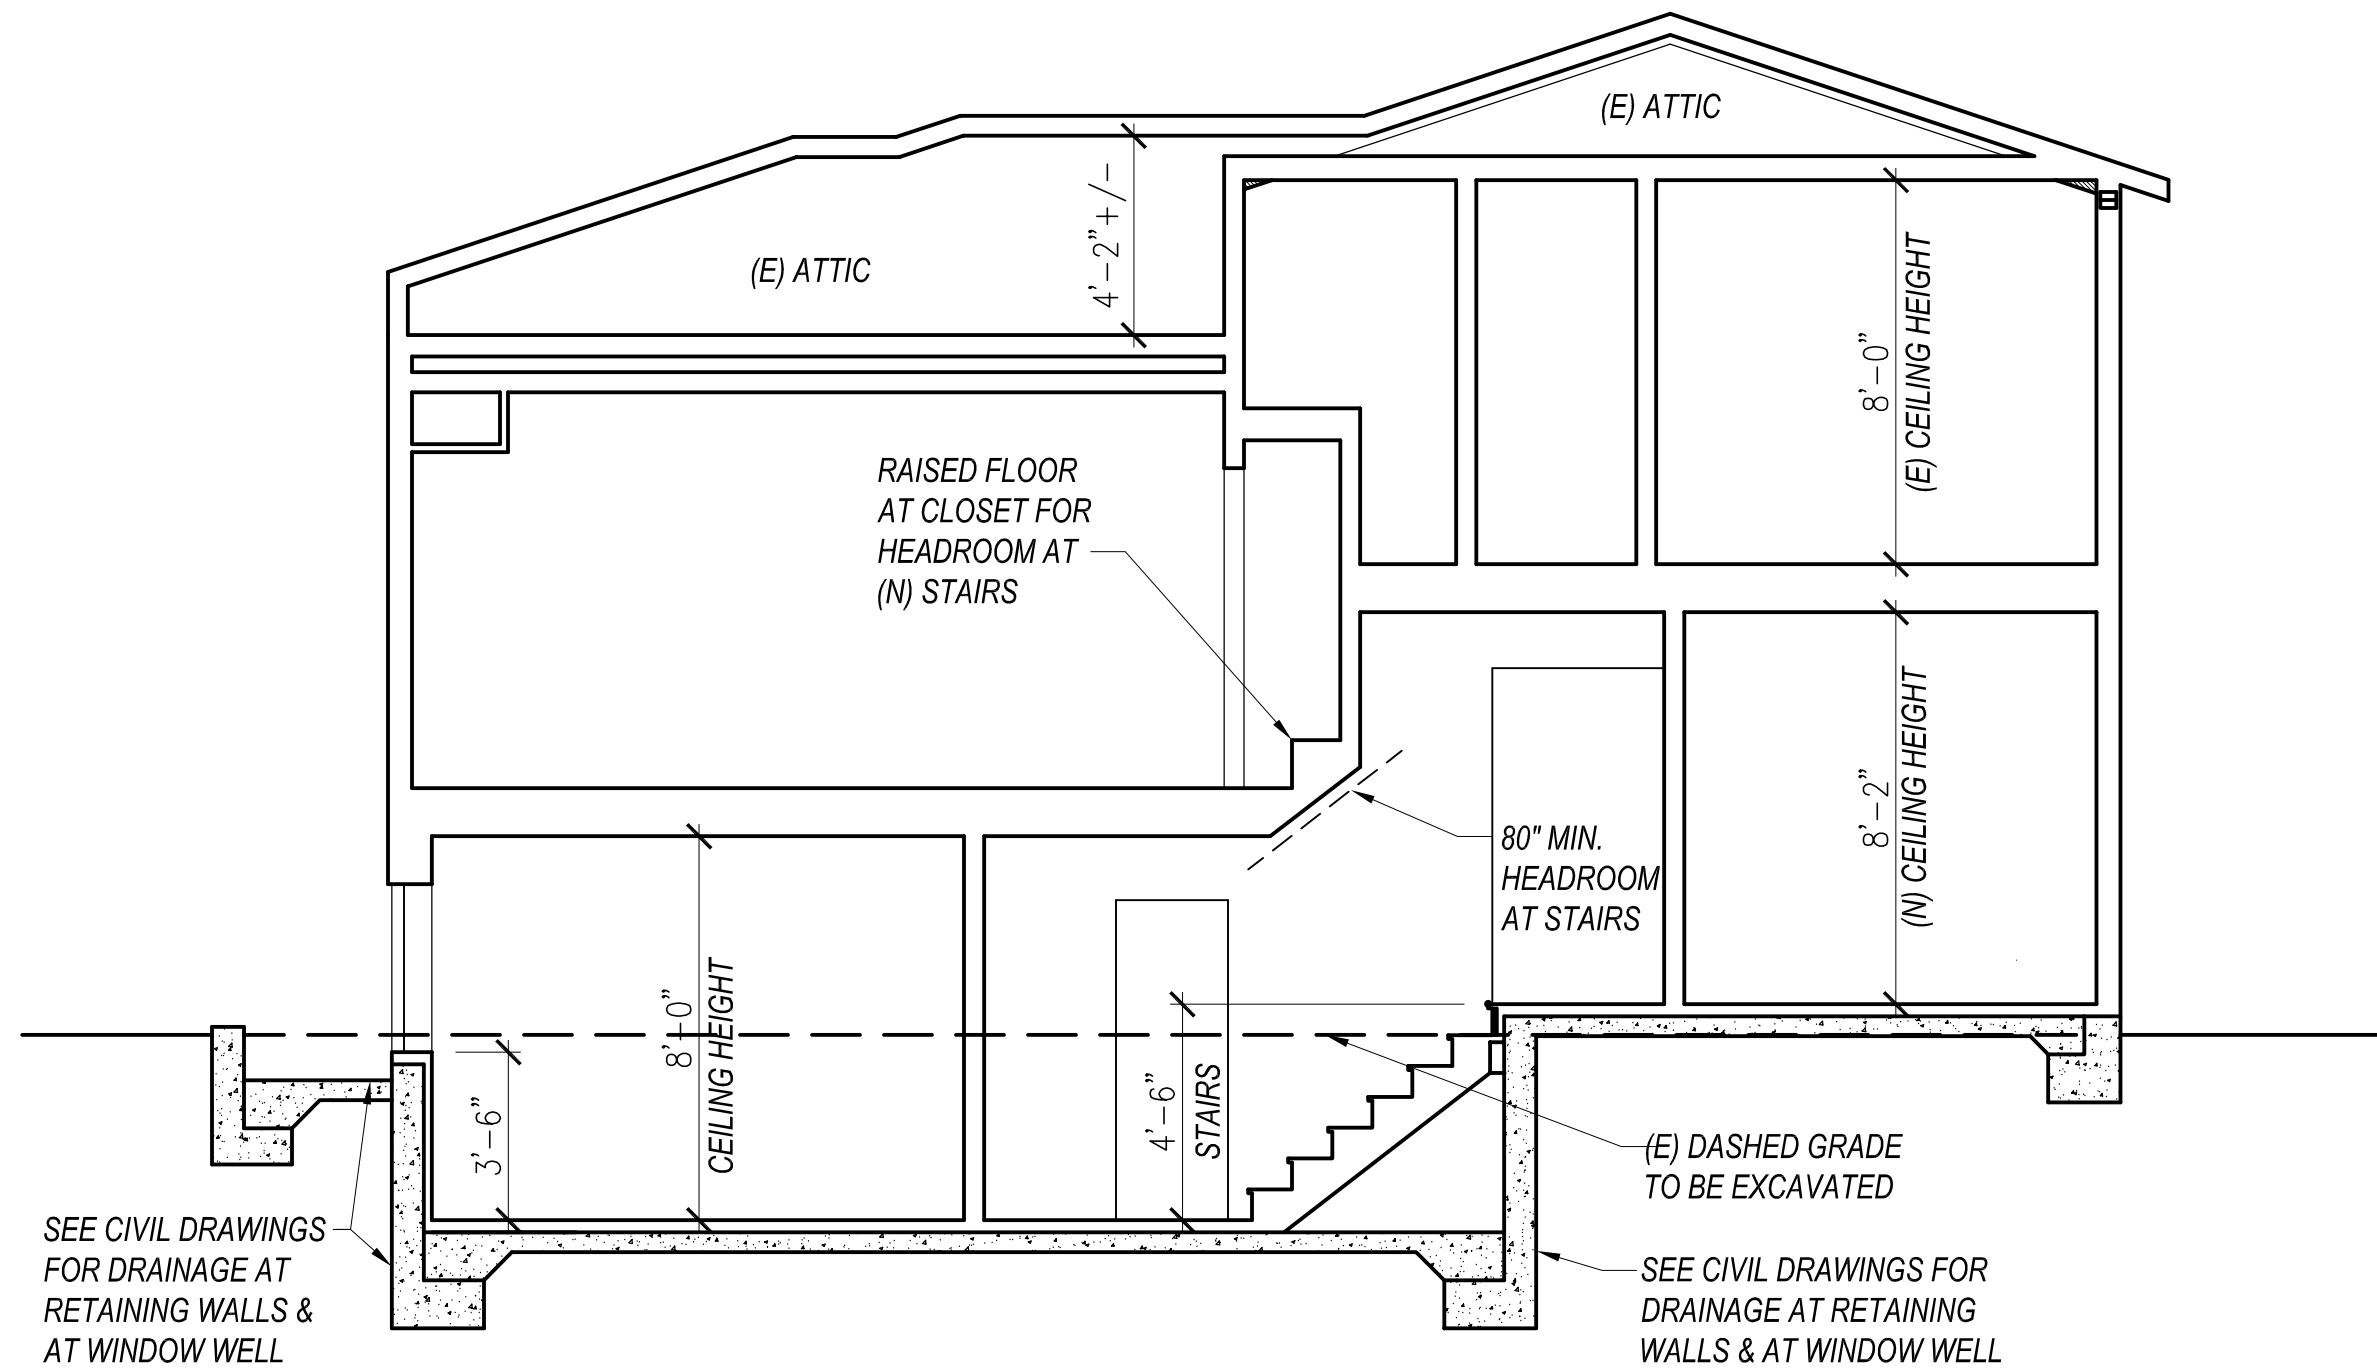 (E) ATTIC
4'-2"+/-
(E) ATTIC
8'-0"
(E) CEILING HEIGHT
RAISED FLOOR
AT CLOSET FOR
HEADROOM AT
(N) STAIRS
8'-2"
(N) CEILING HEIGHT
80" MIN.
HEADROOM
AT STAIRS
8'-0"
CEILING HEIGHT
3'-6"
4'-6"
STAIRS
(E) DASHED GRADE
TO BE EXCAVATED
SEE CIVIL DRAWINGS
FOR DRAINAGE AT
RETAINING WALLS &
AT WINDOW WELL
SEE CIVIL DRAWINGS FOR
DRAINAGE AT RETAINING
WALLS & AT WINDOW WELL